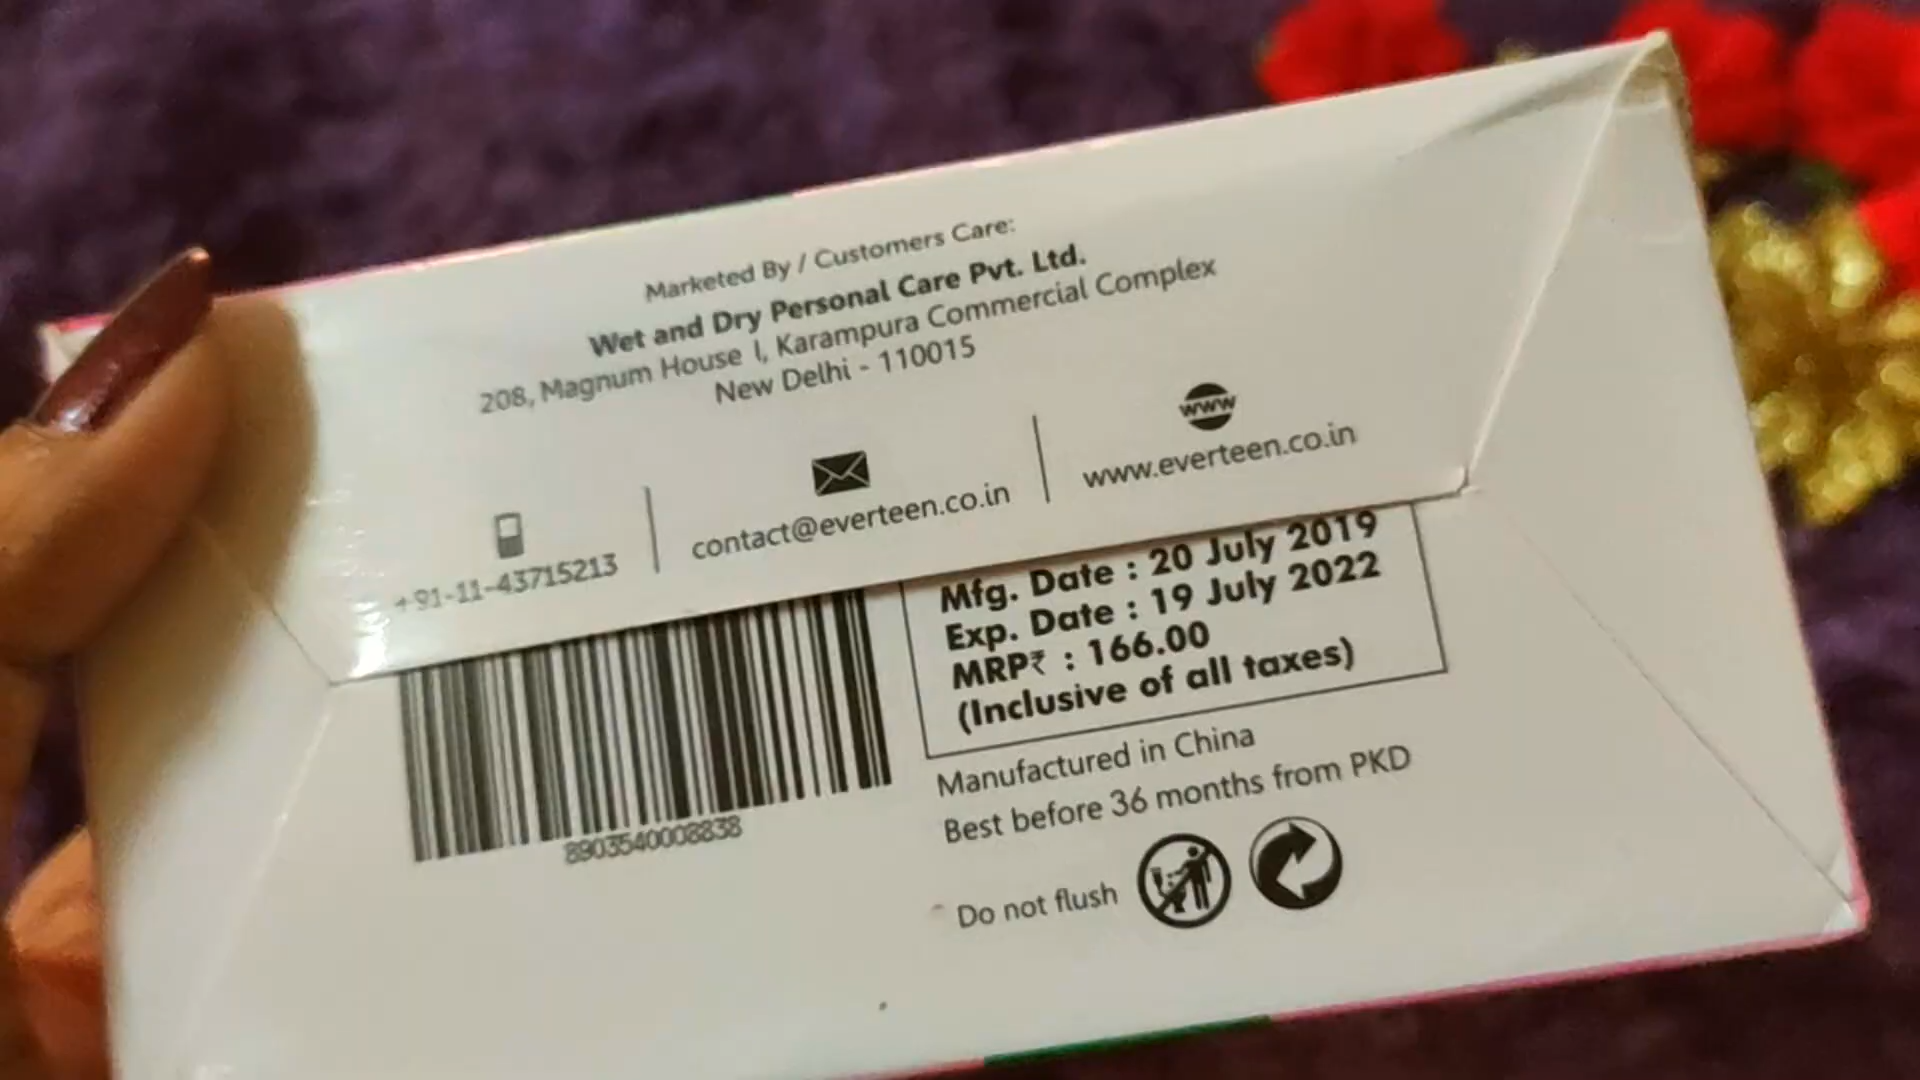 Marketed By / Customers Care:
Wet and Dry Personal Care Pvt. Ltd.
208, Magnum House I, Karampura Commercial Complex
New Delhi - 110015
+91-11-43715213
contact@everteen.co.in
www
www.everteen.co.in
Mfg. Date : 20 July 2019
Exp. Date : 19 July 2022
MRP₹ : 166.00
(Inclusive of all taxes)
Manufactured in China
Best before 36 months from PKD
Do not flush
8903540008838